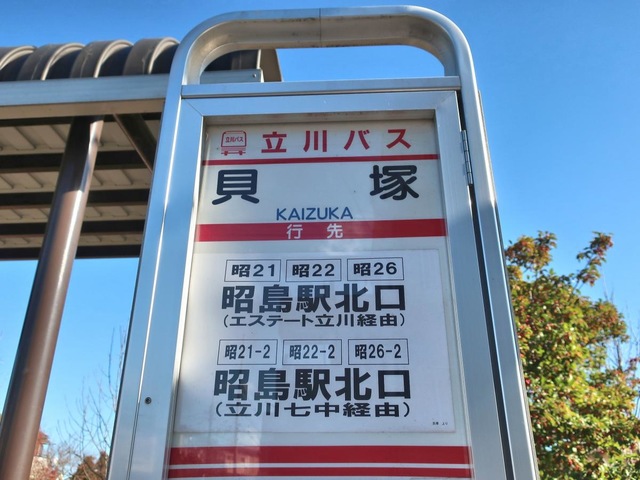 立川バス
立川バス
貝塚
KAIZUKA
行先
昭21 昭22 昭26
昭島駅北口
(エステート立川経由)
昭21-2 昭22-2 昭26-2
昭島駅北口
(立川七中経由)